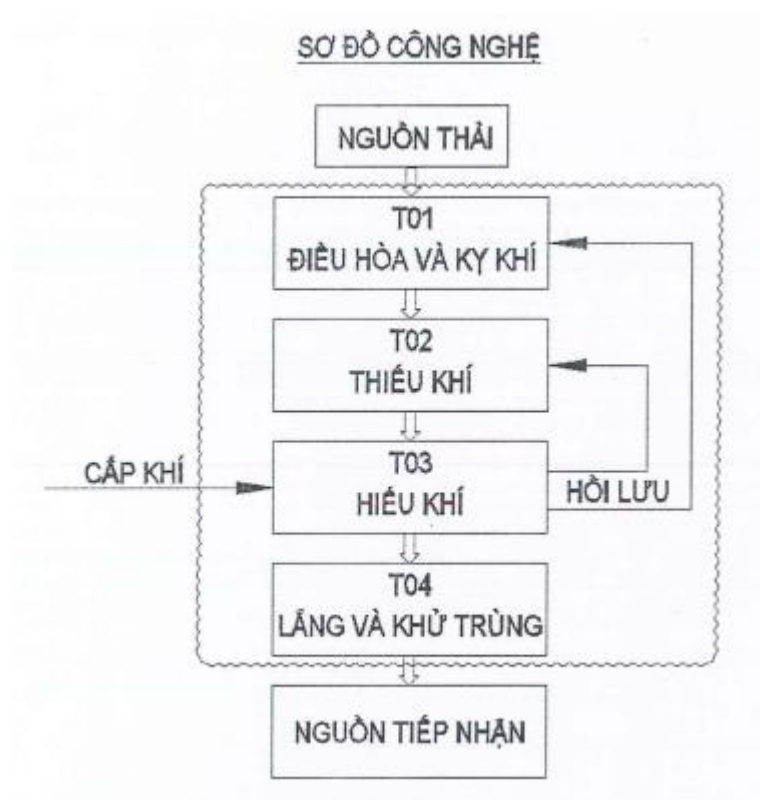 SƠ ĐỒ CÔNG NGHỆ
NGUỒN THẢI
T01
ĐIỀU HÒA VÀ KỴ KHÍ
T02
THIẾU KHÍ
T03
HIẾU KHÍ
CẤP KHÍ
HỒI LƯU
T04
LẮNG VÀ KHỬ TRÙNG
NGUỒN TIẾP NHẬN